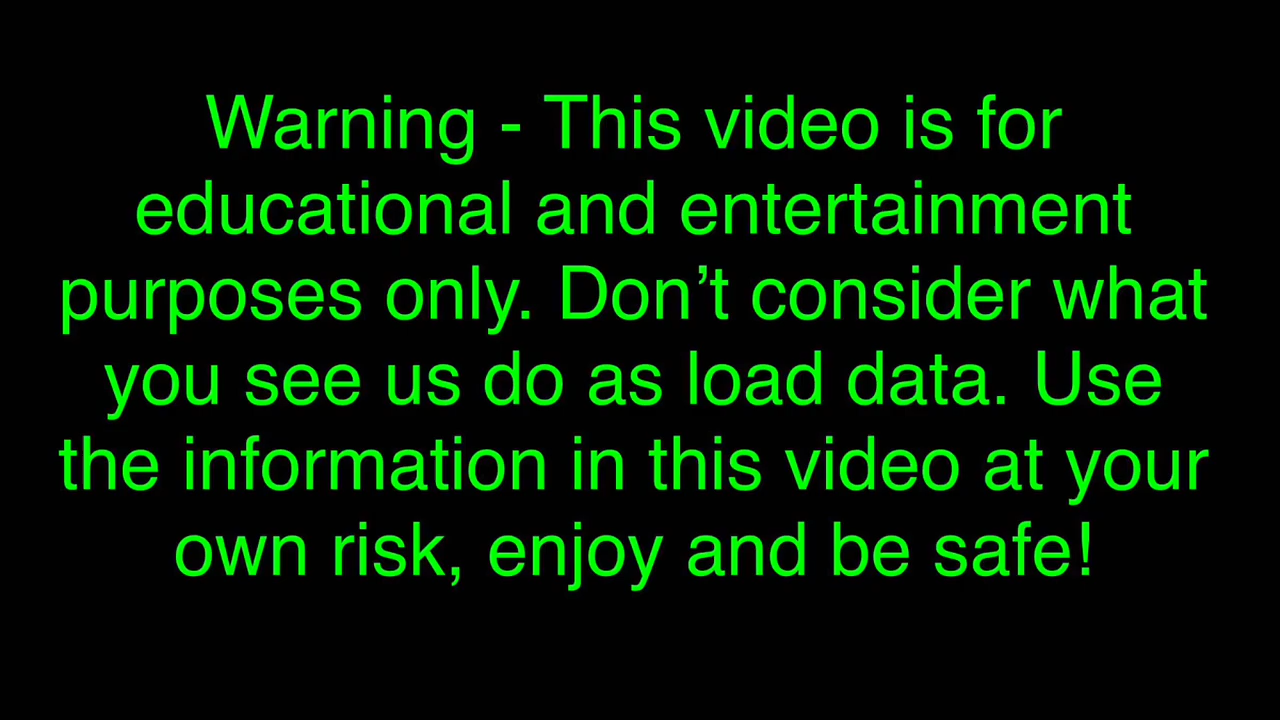 Warning - This video is for
educational and entertainment
purposes only. Don’t consider what
you see us do as load data. Use
the information in this video at your
own risk, enjoy and be safe!